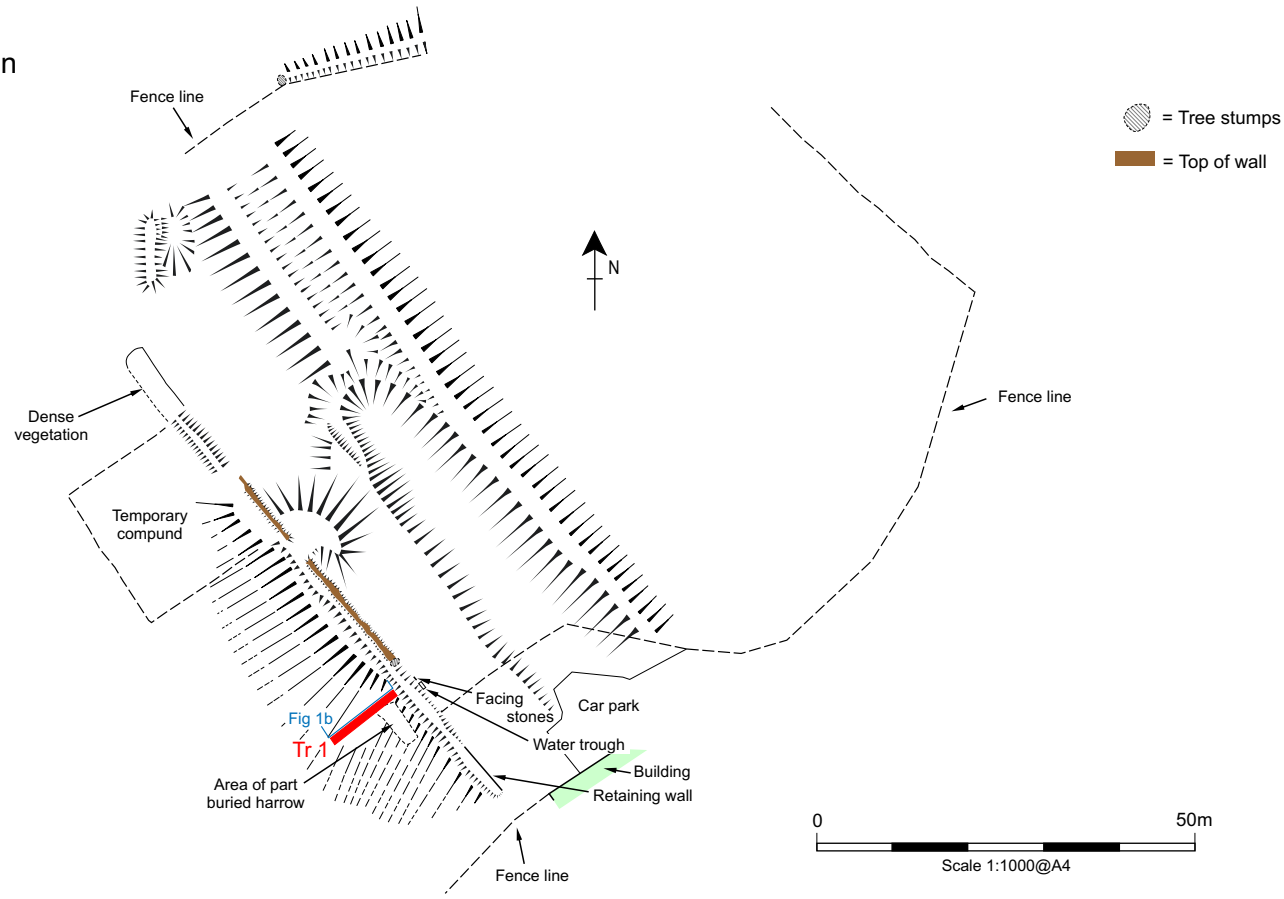 n
Fence line
= Tree stumps
= Top of wall
N
Fence line
Dense
vegetation
Temporary
compund
Facing
stones
Car park
Fig 1b
Tr 1
Water trough
Building
Area of part
buried harrow
Retaining wall
Fence line
0
50m
Scale 1:1000@A4